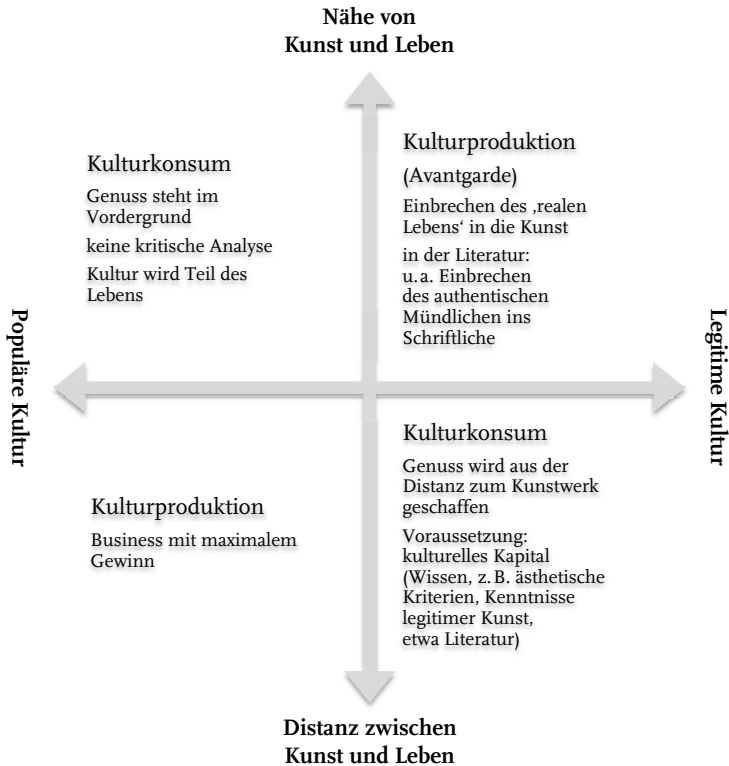 Nähe von
Kunst und Leben
Kulturkonsum
Genuss steht im
Vordergrund
keine kritische Analyse
Kultur wird Teil des
Lebens
Kulturproduktion
(Avantgarde)
Einbrechen des ‚realen
Lebens‘ in die Kunst
in der Literatur:
u. a. Einbrechen
des authentischen
Mündlichen ins
Schriftliche
Populäre Kultur
Legitime Kultur
Kulturproduktion
Business mit maximalem
Gewinn
Kulturkonsum
Genuss wird aus der
Distanz zum Kunstwerk
geschaffen
Voraussetzung:
kulturelles Kapital
(Wissen, z. B. ästhetische
Kriterien, Kenntnisse
legitimer Kunst,
etwa Literatur)
Distanz zwischen
Kunst und Leben